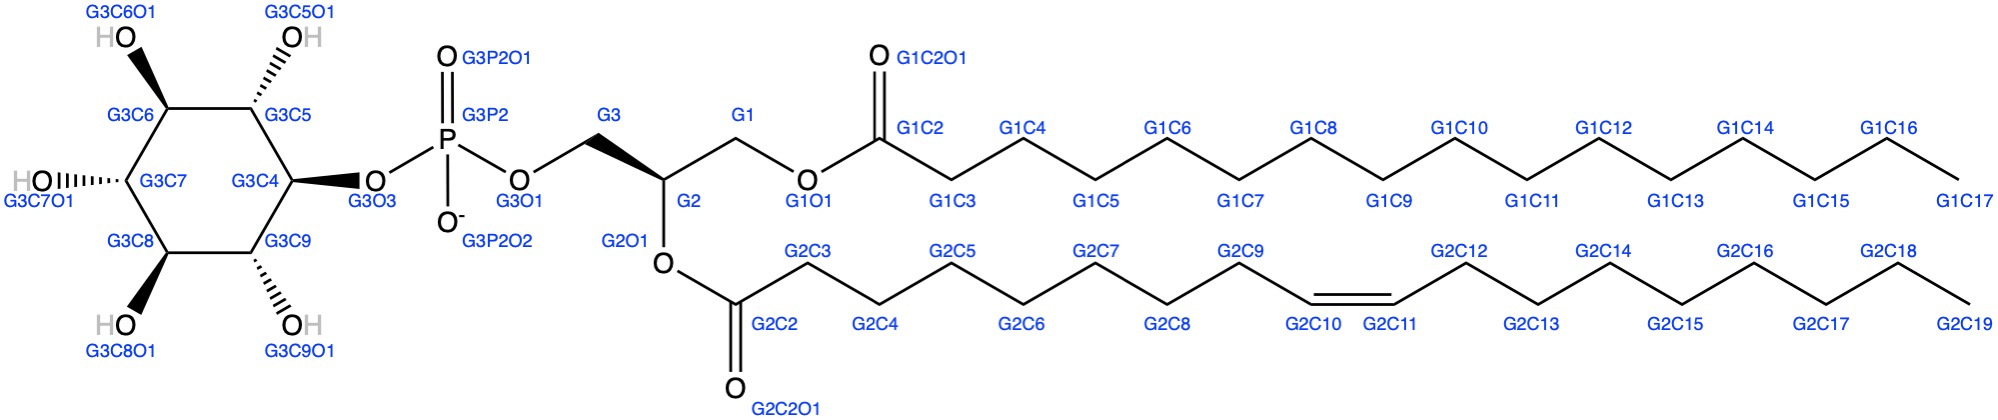 G3C6O1 G3C5O1
HO OH O G3P2O1 O G1C2O1
G3C6 G3C5 P G3P2 G3 G1 G1C2 G1C4 G1C6 G1C8 G1C10 G1C12 G1C14 G1C16
HO G3C7 G3C4 O O O
G3C7O1 G3O3 G3O1 G2 G1O1 G1C3 G1C5 G1C7 G1C9 G1C11 G1C13 G1C15 G1C17
O- G3P2O2
G3C8 G3C9 G2O1 G2C3 G2C5 G2C7 G2C9 G2C12 G2C14 G2C16 G2C18
O
HO OH G2C2 G2C4 G2C6 G2C8 G2C10 G2C11 G2C13 G2C15 G2C17 G2C19
G3C8O1 G3C9O1
O
G2C2O1